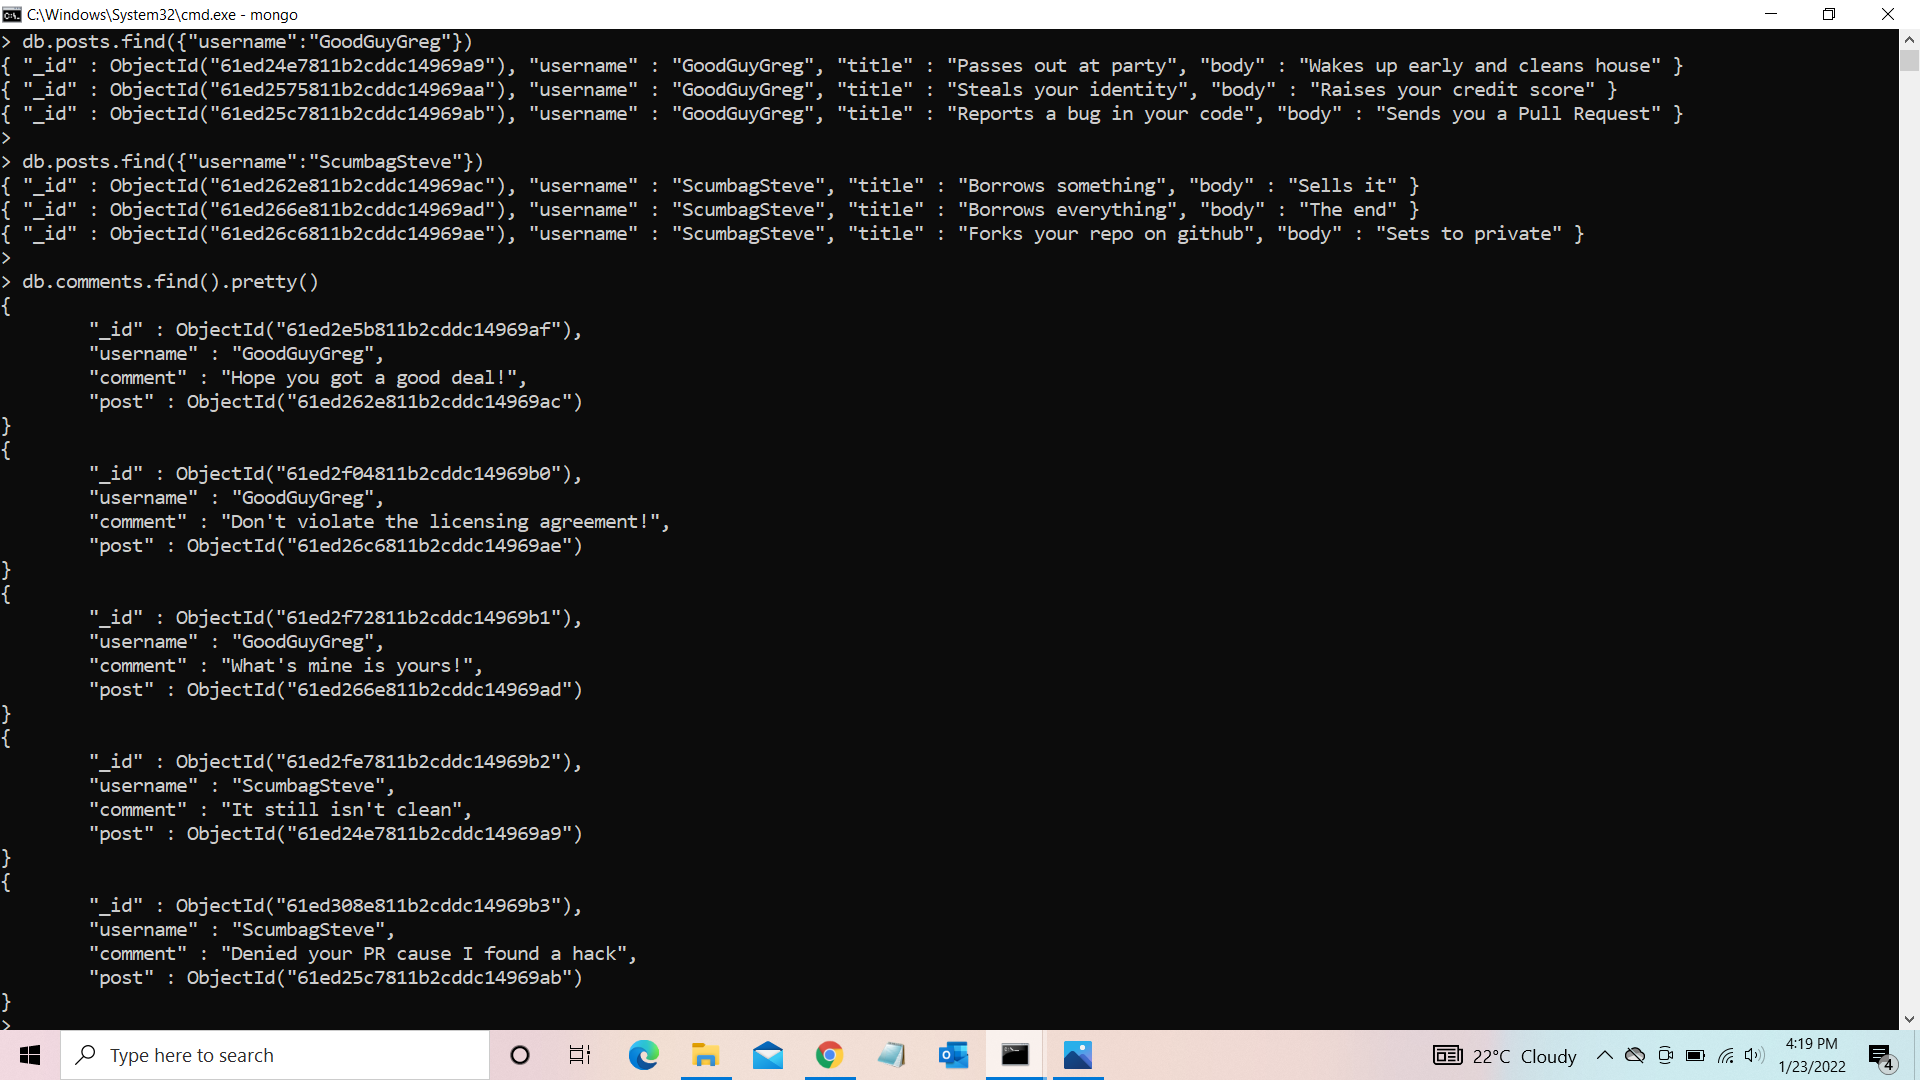 C:\Windows\System32\cmd.exe - mongo
> db.posts.find({"username":"GoodGuyGreg"})
{ "_id" : ObjectId("61ed24e7811b2cddc14969a9"), "username" : "GoodGuyGreg", "title" : "Passes out at party", "body" : "Wakes up early and cleans house" }
{ "_id" : ObjectId("61ed2575811b2cddc14969aa"), "username" : "GoodGuyGreg", "title" : "Steals your identity", "body" : "Raises your credit score" }
{ "_id" : ObjectId("61ed25c7811b2cddc14969ab"), "username" : "GoodGuyGreg", "title" : "Reports a bug in your code", "body" : "Sends you a Pull Request" }
>
> db.posts.find({"username":"ScumbagSteve"})
{ "_id" : ObjectId("61ed262e811b2cddc14969ac"), "username" : "ScumbagSteve", "title" : "Borrows something", "body" : "Sells it" }
{ "_id" : ObjectId("61ed266e811b2cddc14969ad"), "username" : "ScumbagSteve", "title" : "Borrows everything", "body" : "The end" }
{ "_id" : ObjectId("61ed26c6811b2cddc14969ae"), "username" : "ScumbagSteve", "title" : "Forks your repo on github", "body" : "Sets to private" }
>
> db.comments.find().pretty()
{
"_id" : ObjectId("61ed2e5b811b2cddc14969af"),
"username" : "GoodGuyGreg",
"comment" : "Hope you got a good deal!",
"post" : ObjectId("61ed262e811b2cddc14969ac")
}
{
"_id" : ObjectId("61ed2f04811b2cddc14969b0"),
"username" : "GoodGuyGreg",
"comment" : "Don't violate the licensing agreement!",
"post" : ObjectId("61ed26c6811b2cddc14969ae")
}
{
"_id" : ObjectId("61ed2f72811b2cddc14969b1"),
"username" : "GoodGuyGreg",
"comment" : "What's mine is yours!",
"post" : ObjectId("61ed266e811b2cddc14969ad")
}
{
"_id" : ObjectId("61ed2fe7811b2cddc14969b2"),
"username" : "ScumbagSteve",
"comment" : "It still isn't clean",
"post" : ObjectId("61ed24e7811b2cddc14969a9")
}
{
"_id" : ObjectId("61ed308e811b2cddc14969b3"),
"username" : "ScumbagSteve",
"comment" : "Denied your PR cause I found a hack",
"post" : ObjectId("61ed25c7811b2cddc14969ab")
}
>
Type here to search
22°C Cloudy
4:19 PM
1/23/2022
4